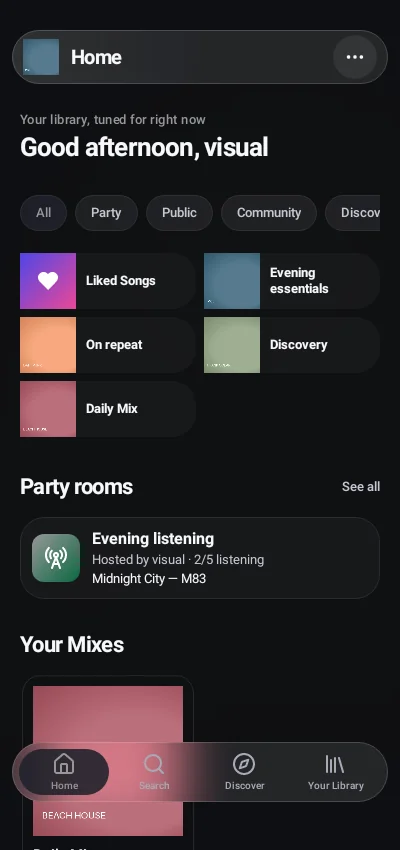 Home
Your library, tuned for right now
Good afternoon, visual
All
Party
Public
Community
Discov
Liked Songs
Evening
essentials
On repeat
Discovery
Daily Mix
Party rooms
See all
Evening listening
Hosted by visual · 2/5 listening
Midnight City — M83
Your Mixes
Home
Search
Discover
Your Library
BEACH HOUSE